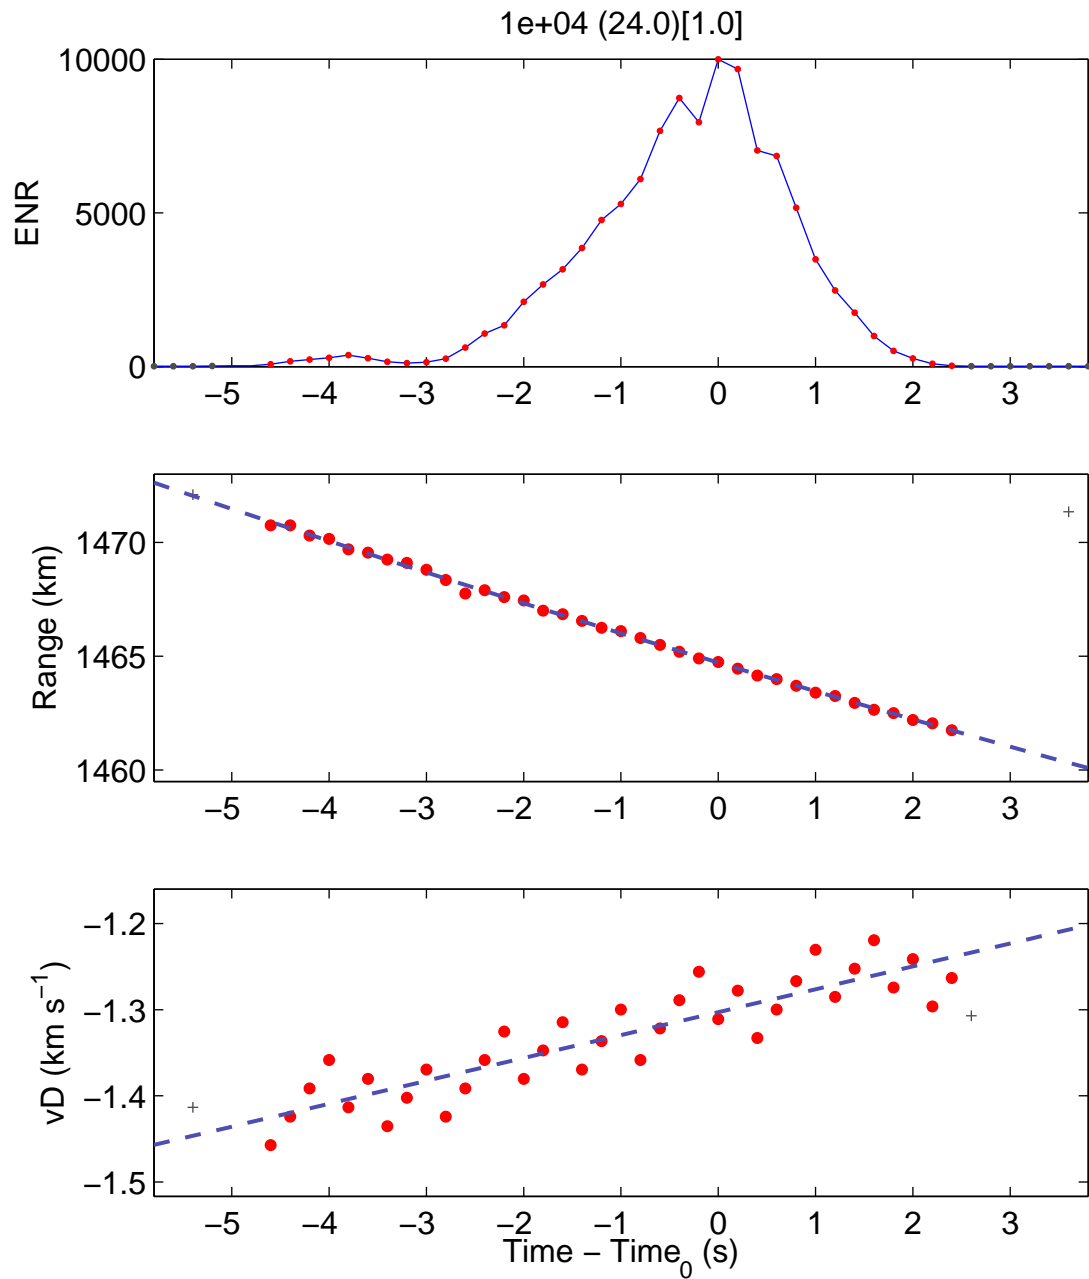 1e+04 (24.0)[1.0]
10000
5000
0
ENR
−5 −4 −3 −2 −1 0 1 2 3
1470
1465
1460
Range (km)
−5 −4 −3 −2 −1 0 1 2 3
−1.2
−1.3
−1.4
−1.5
vD (km s−1)
−5 −4 −3 −2 −1 0 1 2 3
Time − Time0 (s)